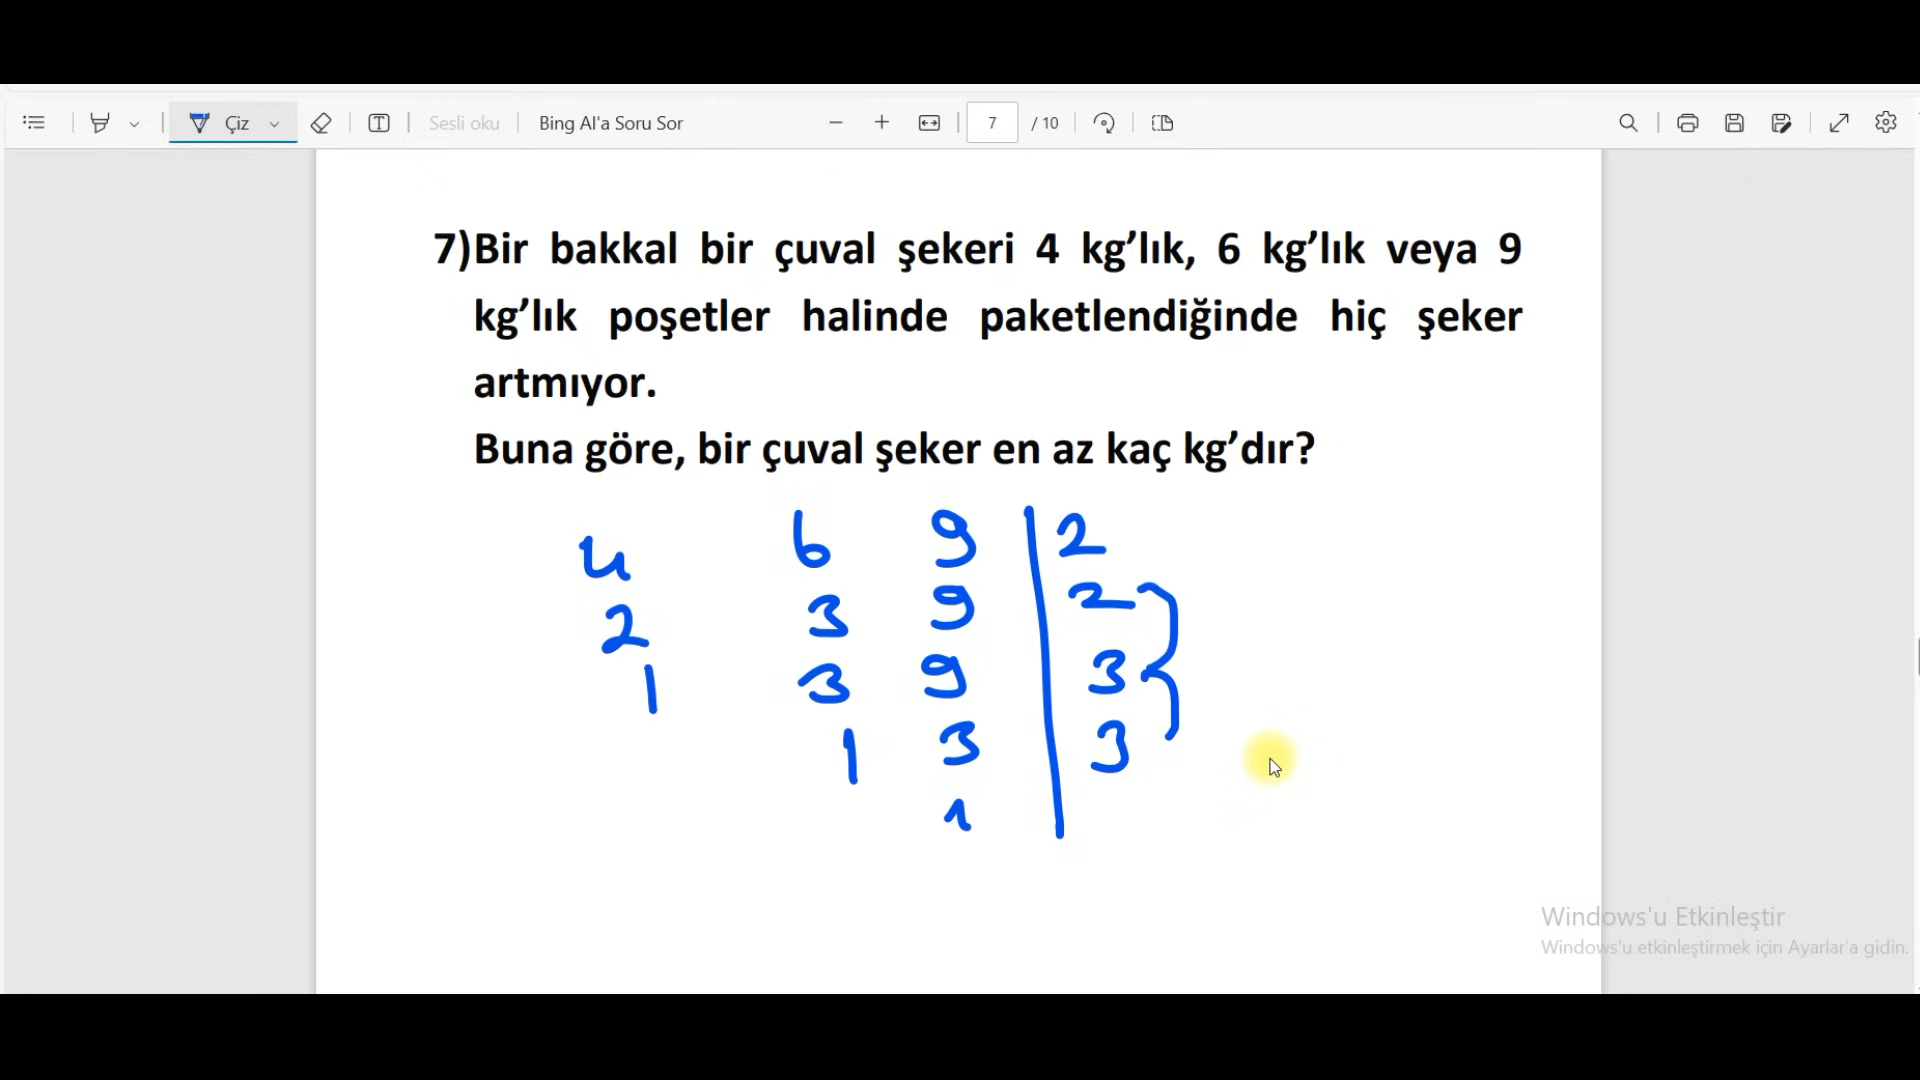 Çiz
Sesli oku
Bing AI'a Soru Sor
7 / 10
7)Bir bakkal bir çuval şekeri 4 kg’lık, 6 kg’lık veya 9
kg’lık poşetler halinde paketlendiğinde hiç şeker
artmıyor.
Buna göre, bir çuval şeker en az kaç kg’dır?
4 6 9 2
2 3 9 2
1 3 9 3
1 3 3
1
Windows'u Etkinleştir
Windows'u etkinleştirmek için Ayarlar'a gidin.